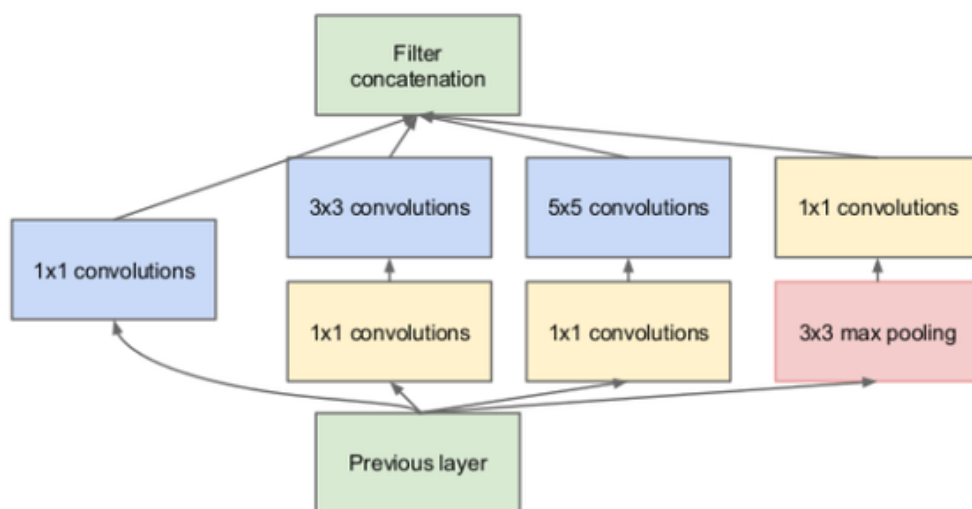 Filter
concatenation
3x3 convolutions
5x5 convolutions
1x1 convolutions
1x1 convolutions
1x1 convolutions
1x1 convolutions
3x3 max pooling
Previous layer